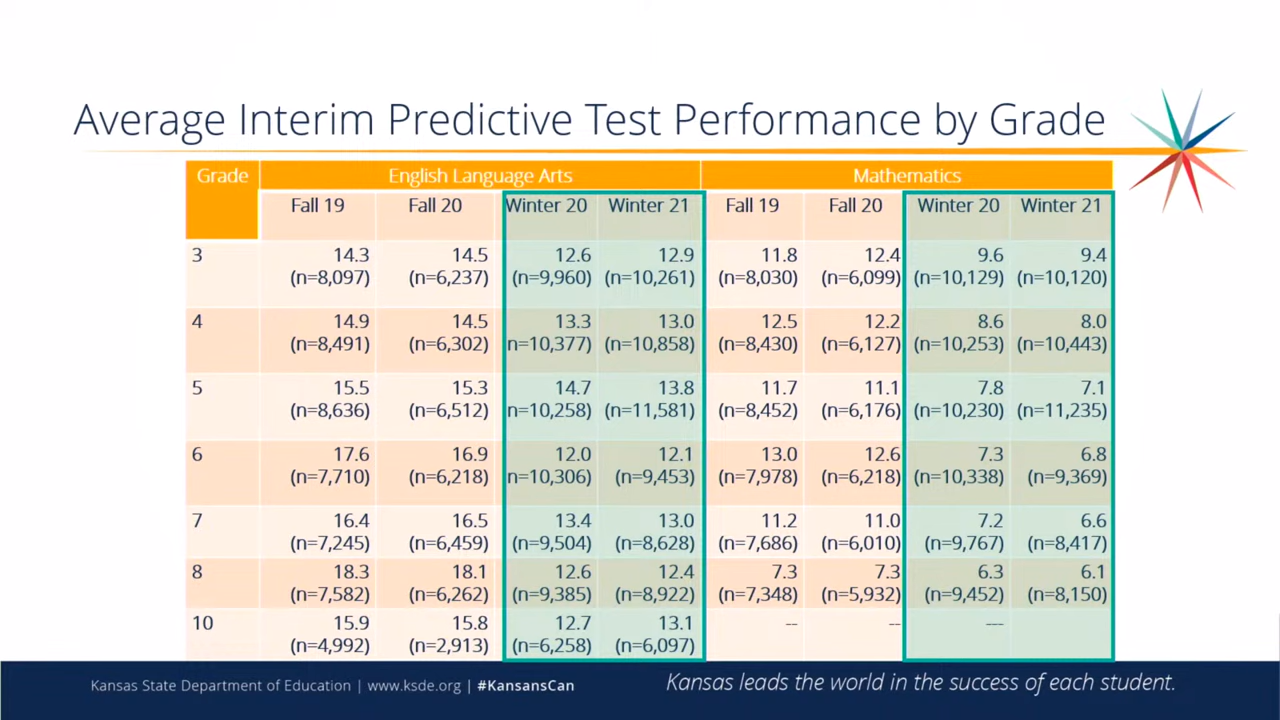 Average Interim Predictive Test Performance by Grade
Grade English Language Arts Mathematics
Fall 19 Fall 20 Winter 20 Winter 21 Fall 19 Fall 20 Winter 20 Winter 21
3 14.3 14.5 12.6 12.9 11.8 12.4 9.6 9.4
(n=8,097) (n=6,237) (n=9,960) (n=10,261) (n=8,030) (n=6,099) (n=10,129) (n=10,120)
4 14.9 14.5 13.3 13.0 12.5 12.2 8.6 8.0
(n=8,491) (n=6,302) n=10,377) (n=10,858) (n=8,430) (n=6,127) (n=10,253) (n=10,443)
5 15.5 15.3 14.7 13.8 11.7 11.1 7.8 7.1
(n=8,636) (n=6,512) n=10,258) (n=11,581) (n=8,452) (n=6,176) (n=10,230) (n=11,235)
6 17.6 16.9 12.0 12.1 13.0 12.6 7.3 6.8
(n=7,710) (n=6,218) n=10,306) (n=9,453) (n=7,978) (n=6,218) (n=10,338) (n=9,369)
7 16.4 16.5 13.4 13.0 11.2 11.0 7.2 6.6
(n=7,245) (n=6,459) (n=9,504) (n=8,628) (n=7,686) (n=6,010) (n=9,767) (n=8,417)
8 18.3 18.1 12.6 12.4 7.3 7.3 6.3 6.1
(n=7,582) (n=6,262) (n=9,385) (n=8,922) (n=7,348) (n=5,932) (n=9,452) (n=8,150)
10 15.9 15.8 12.7 13.1 -- -- ---
(n=4,992) (n=2,913) (n=6,258) (n=6,097)
Kansas State Department of Education | www.ksde.org | #KansansCan
Kansas leads the world in the success of each student.